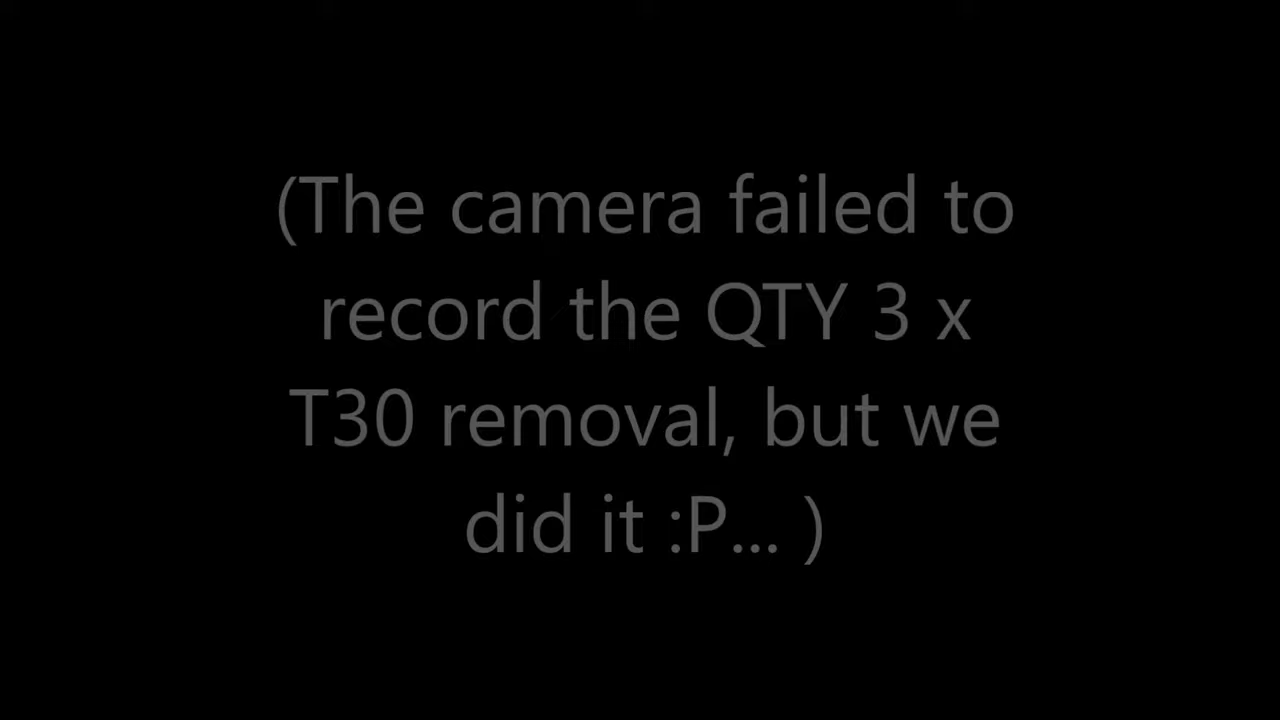 (The camera failed to
record the QTY 3 x
T30 removal, but we
did it :P... )